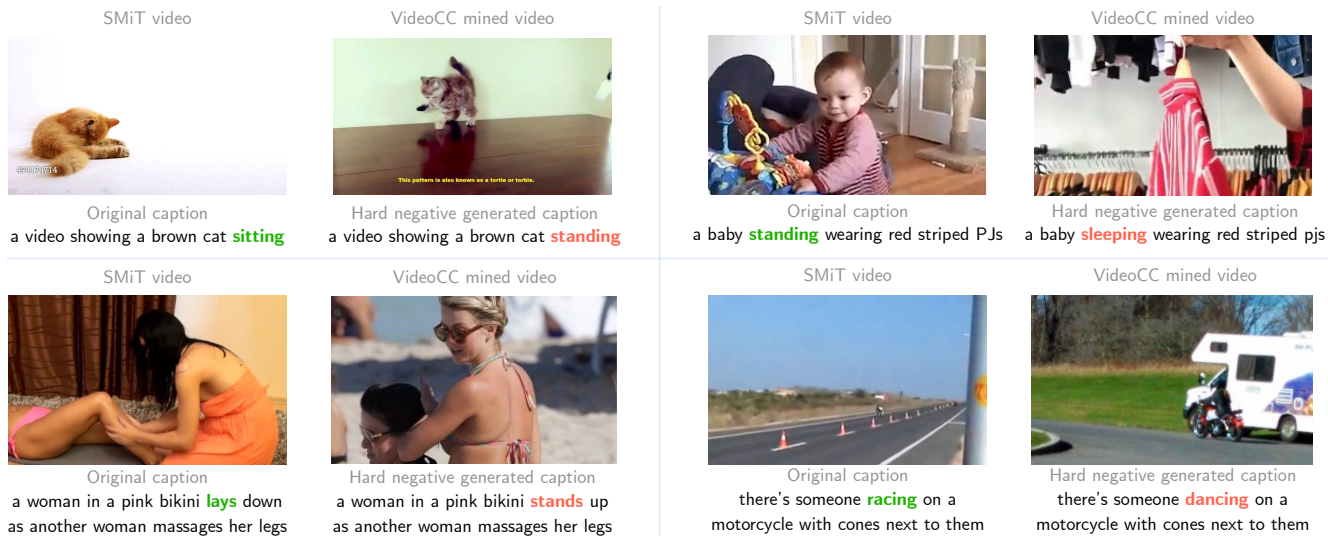 SMiT video
VideoCC mined video
494174714
This pattern is also known as a tortie or torbie.
Original caption
Hard negative generated caption
a video showing a brown cat sitting
a video showing a brown cat standing
SMiT video
VideoCC mined video
Original caption
Hard negative generated caption
a baby standing wearing red striped PJs
a baby sleeping wearing red striped pjs
SMiT video
VideoCC mined video
Original caption
Hard negative generated caption
a woman in a pink bikini lays down
as another woman massages her legs
a woman in a pink bikini stands up
as another woman massages her legs
SMiT video
VideoCC mined video
Original caption
Hard negative generated caption
there's someone racing on a
motorcycle with cones next to them
there's someone dancing on a
motorcycle with cones next to them